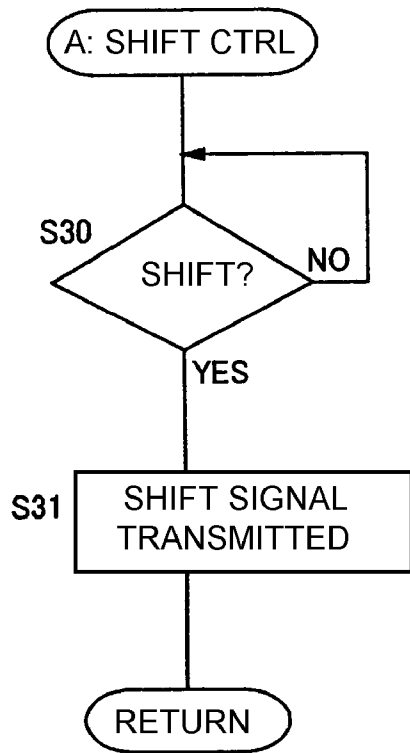 A: SHIFT CTRL
S30
SHIFT?
NO
YES
S31
SHIFT SIGNAL
TRANSMITTED
RETURN